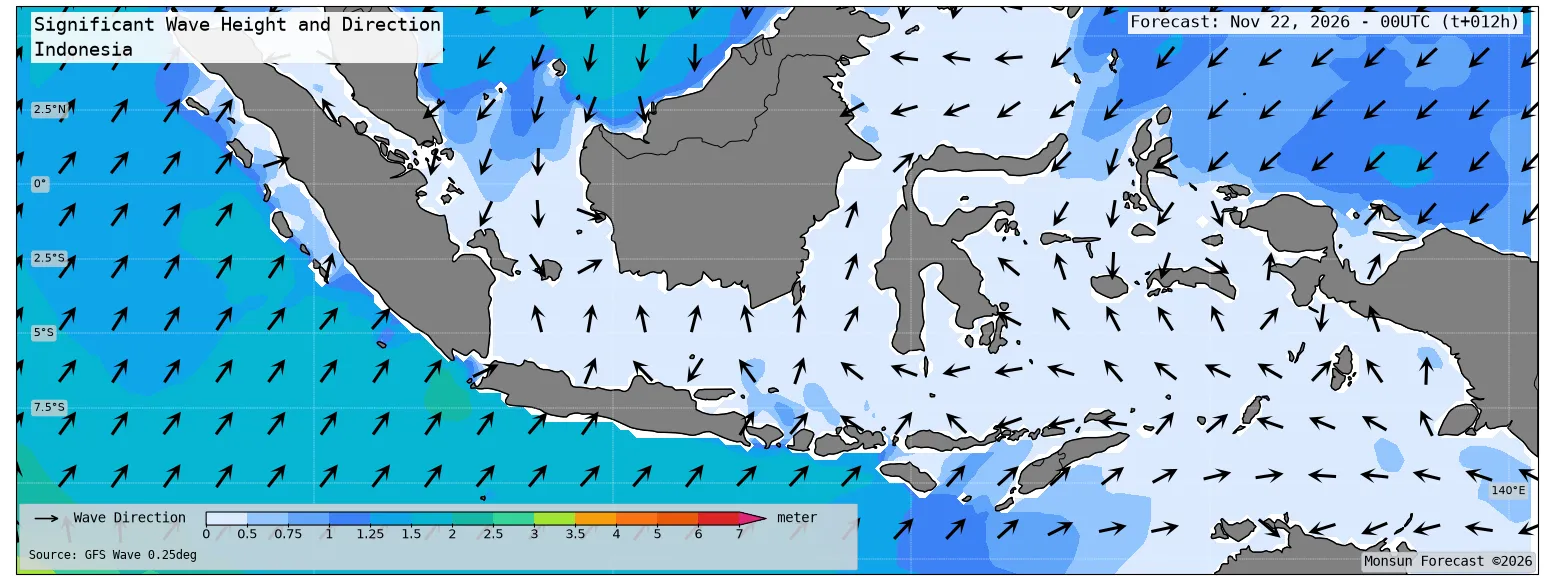 Significant Wave Height and Direction
Indonesia
Forecast: Nov 22, 2026 - 00UTC (t+012h)
2.5°N
0°
2.5°S
5°S
7.5°S
140°E
Wave Direction
0 0.5 0.75 1 1.25 1.5 2 2.5 3 3.5 4 5 6 7
meter
Source: GFS Wave 0.25deg
Monsun Forecast ©2026